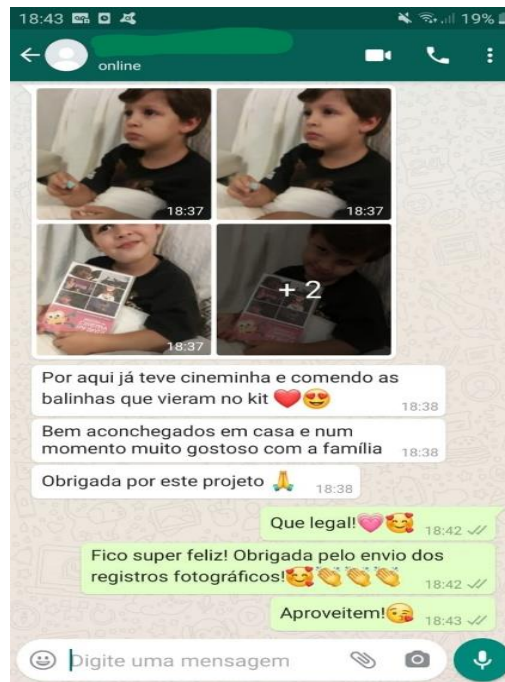 18:43 19%
online
18:37 18:37
18:37 + 2
Por aqui já teve cineminha e comendo as
balinhas que vieram no kit ❤️😍 18:38
Bem aconchegados em casa e num
momento muito gostoso com a família 18:38
Obrigada por este projeto 🙏 18:38
Que legal!💗🥰 18:42
Fico super feliz! Obrigada pelo envio dos
registros fotográficos!🥰👏👏👏 18:42
Aproveitem!😘 18:43
Digite uma mensagem